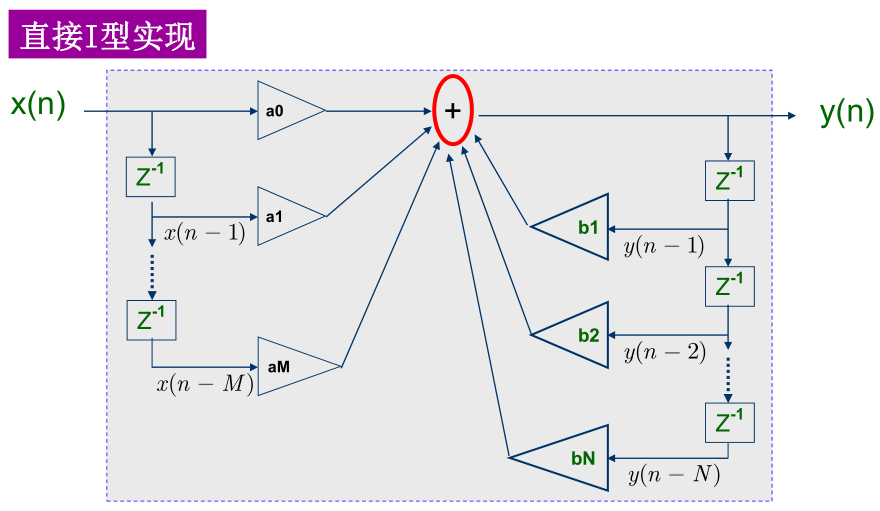 直接I型实现
x(n)
a0
+
y(n)
Z-1
Z-1
a1
b1
x(n − 1)
y(n − 1)
Z-1
Z-1
b2
y(n − 2)
aM
x(n − M)
Z-1
bN
y(n − N)